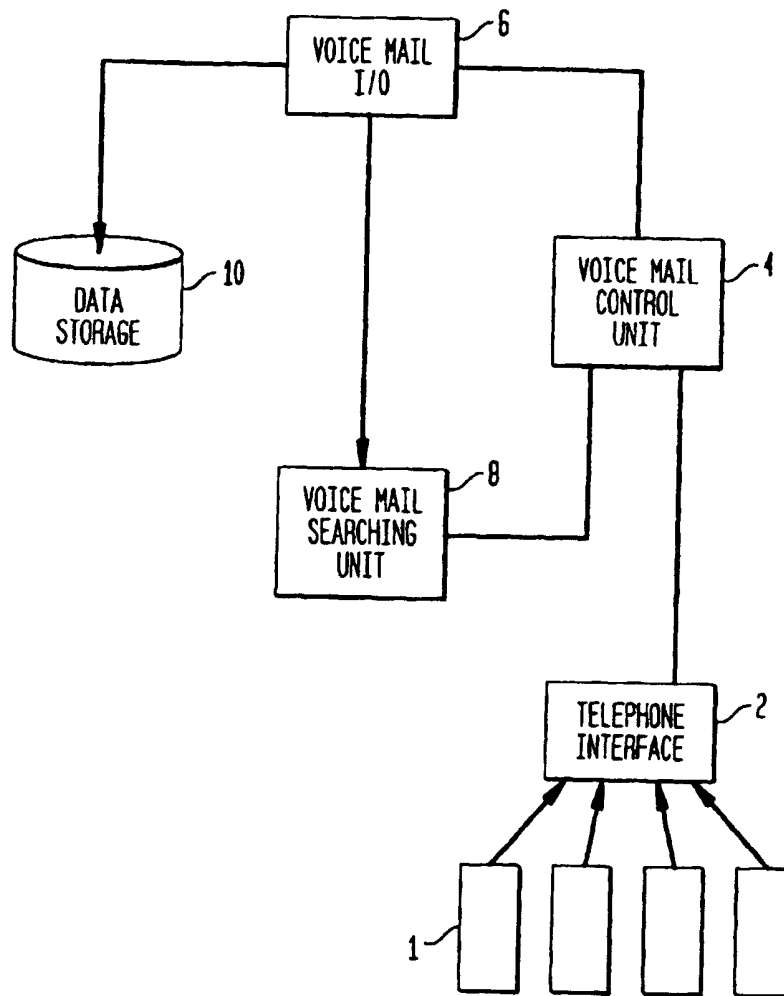 VOICE MAIL
I/O
6
DATA
STORAGE
10
VOICE MAIL
CONTROL
UNIT
4
VOICE MAIL
SEARCHING
UNIT
8
TELEPHONE
INTERFACE
2
1